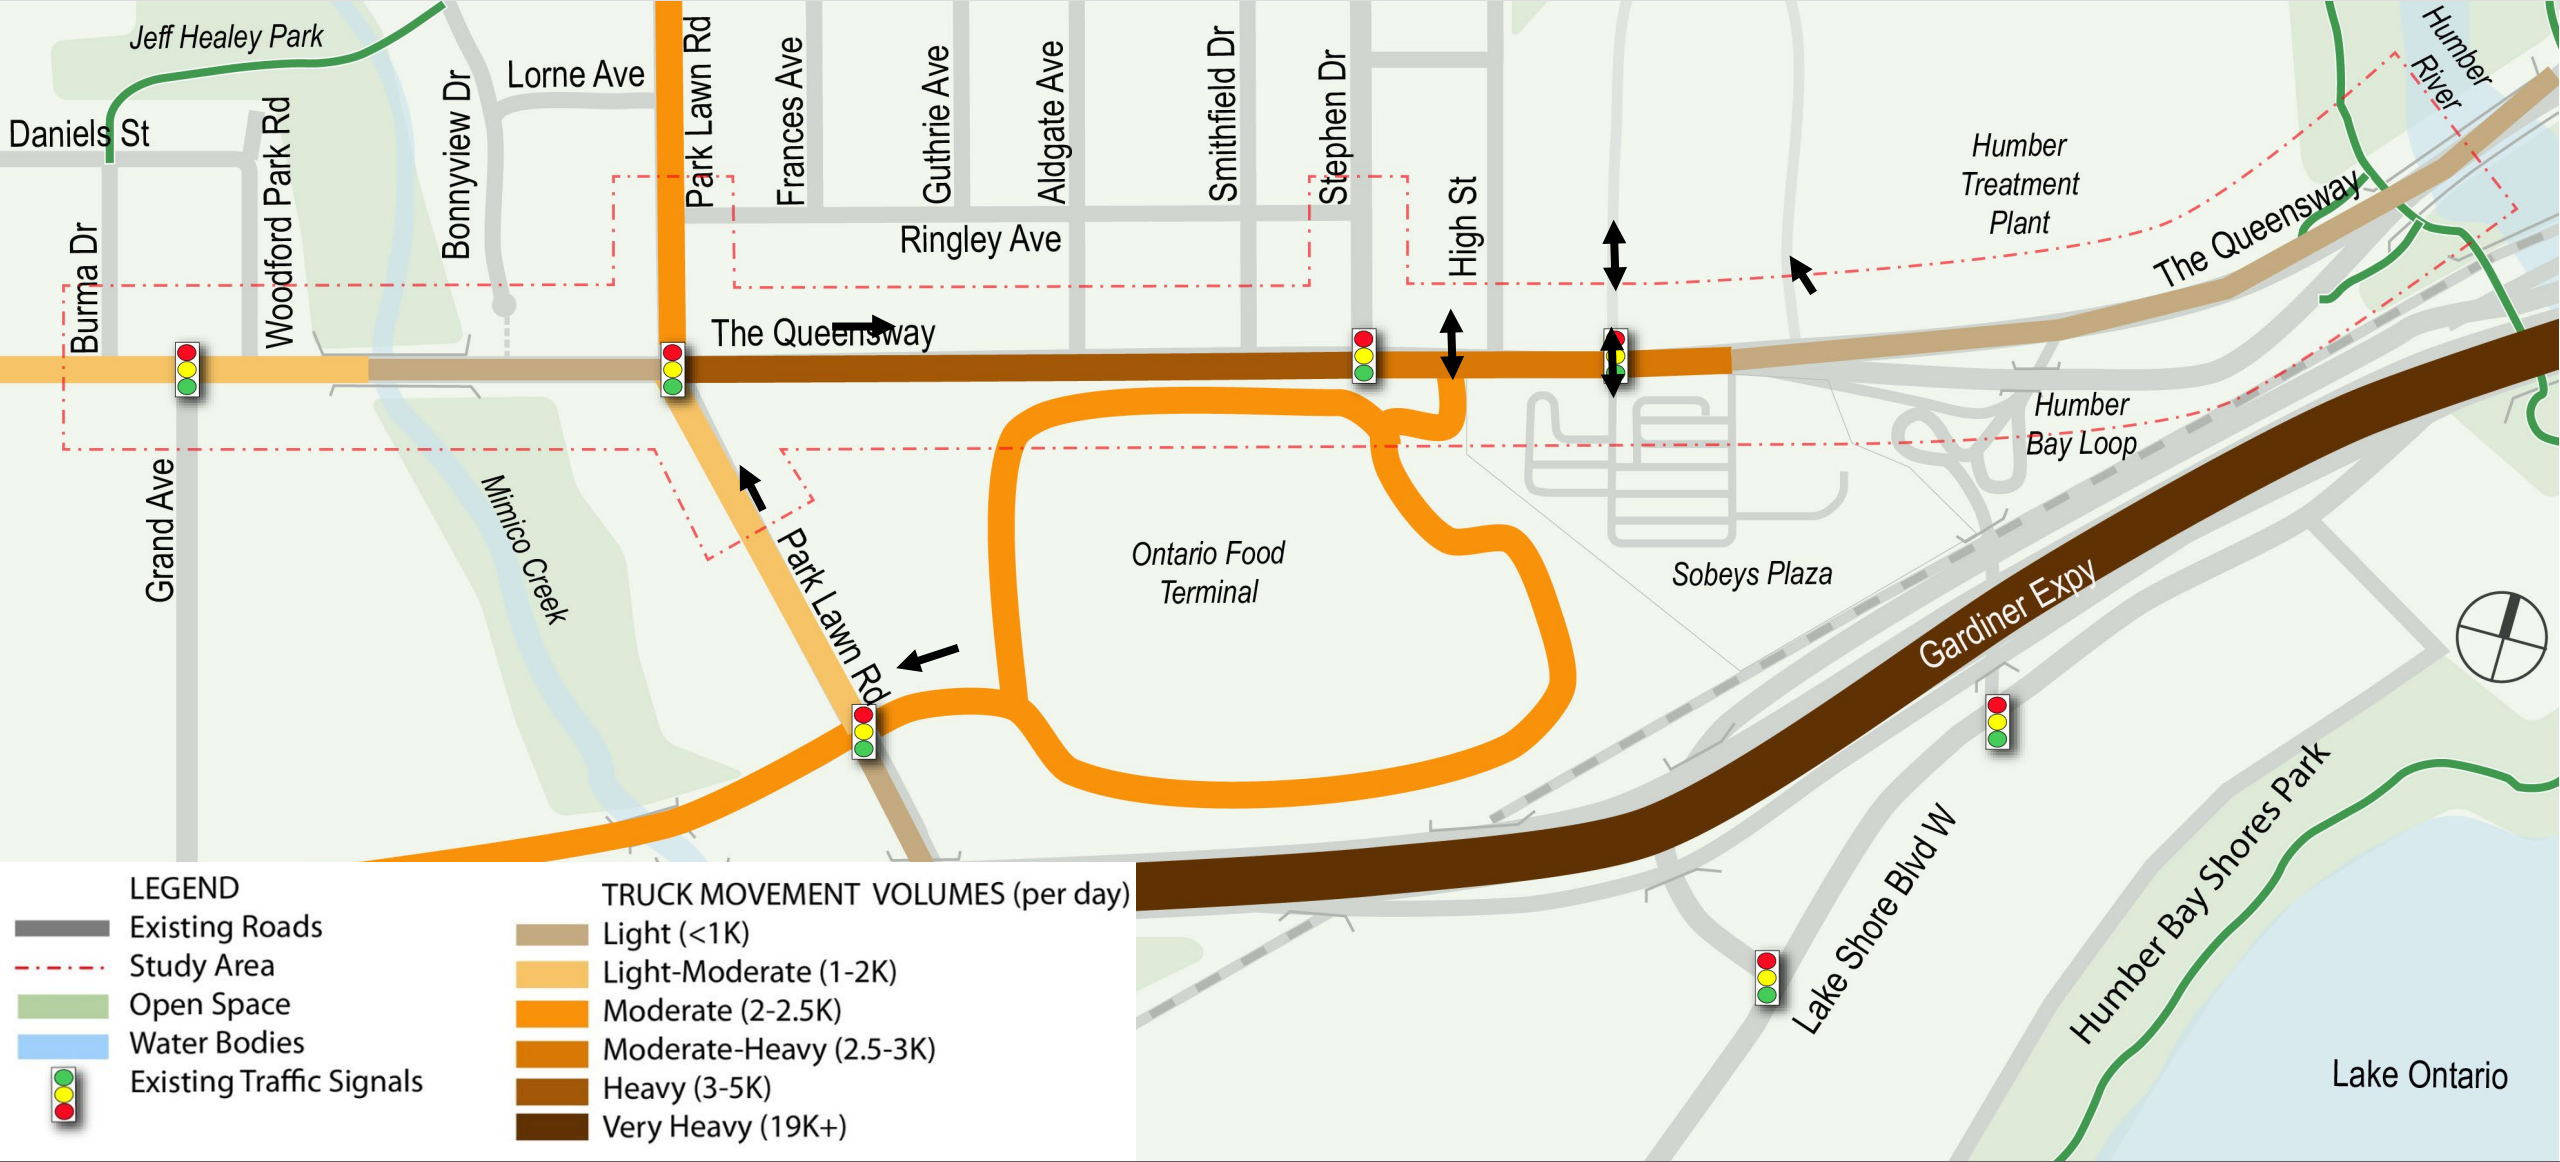 Jeff Healey Park
Daniels St
Burma Dr
Woodford Park Rd
Bonnyview Dr
Lorne Ave
Park Lawn Rd
Frances Ave
Guthrie Ave
Aldgate Ave
Smithfield Dr
Stephen Dr
High St
Ringley Ave
The Queensway
Humber
River
Humber
Treatment
Plant
The Queensway
Humber
Bay Loop
Grand Ave
Mimico Creek
Park Lawn Rd
Ontario Food
Terminal
Sobeys Plaza
Gardiner Expy
Lake Shore Blvd W
Humber Bay Shores Park
Lake Ontario
LEGEND
Existing Roads
Study Area
Open Space
Water Bodies
Existing Traffic Signals
TRUCK MOVEMENT VOLUMES (per day)
Light (<1K)
Light-Moderate (1-2K)
Moderate (2-2.5K)
Moderate-Heavy (2.5-3K)
Heavy (3-5K)
Very Heavy (19K+)